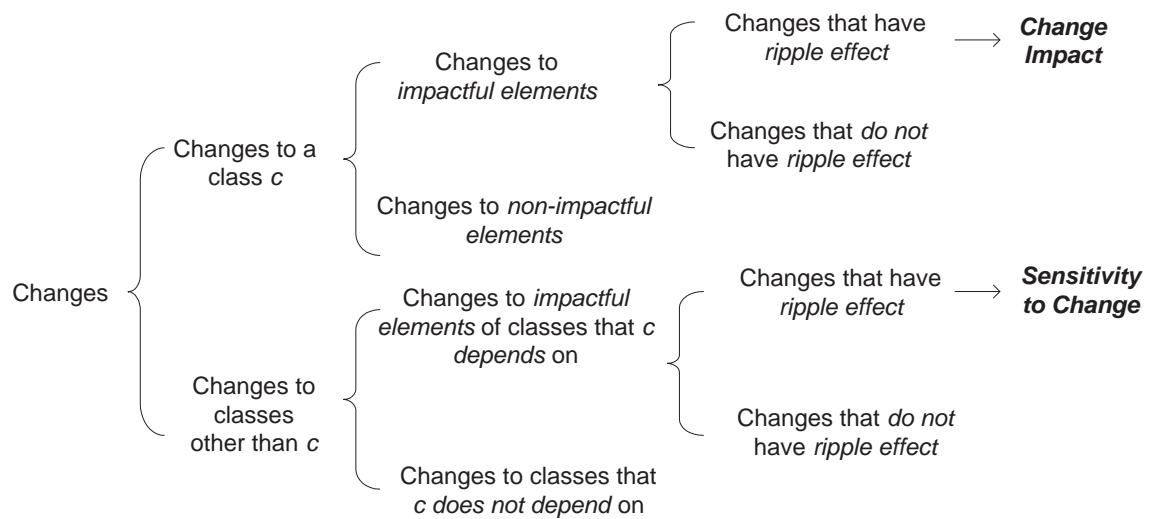 Changes
Changes to a
class c
Changes to
classes
other than c
Changes to
impactful elements
Changes to non-impactful
elements
Changes to impactful
elements of classes that c
depends on
Changes to classes that
c does not depend on
Changes that have
ripple effect
Change
Impact
Changes that do not
have ripple effect
Changes that have
ripple effect
Sensitivity
to Change
Changes that do not
have ripple effect